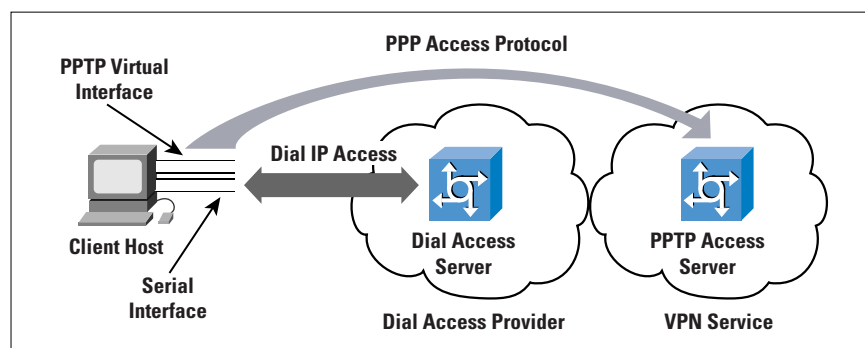 PPP Access Protocol
PPTP Virtual
Interface
Dial IP Access
Client Host
Serial
Interface
Dial Access
Server
Dial Access Provider
PPTP Access
Server
VPN Service